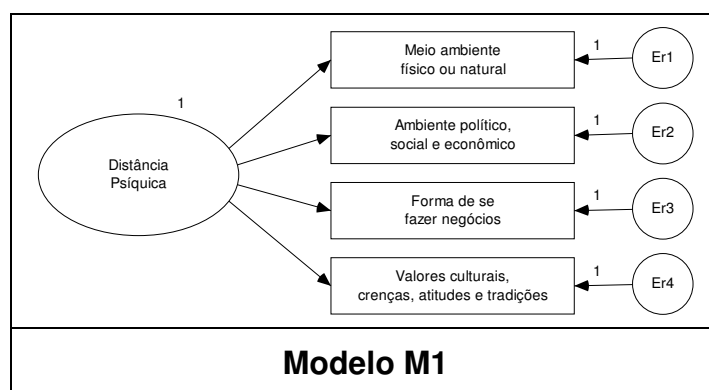 Meio ambiente
físico ou natural
1
Er1
1
Ambiente político,
social e econômico
1
Er2
Distância
Psíquica
Forma de se
fazer negócios
1
Er3
Valores culturais,
crenças, atitudes e tradições
1
Er4
Modelo M1